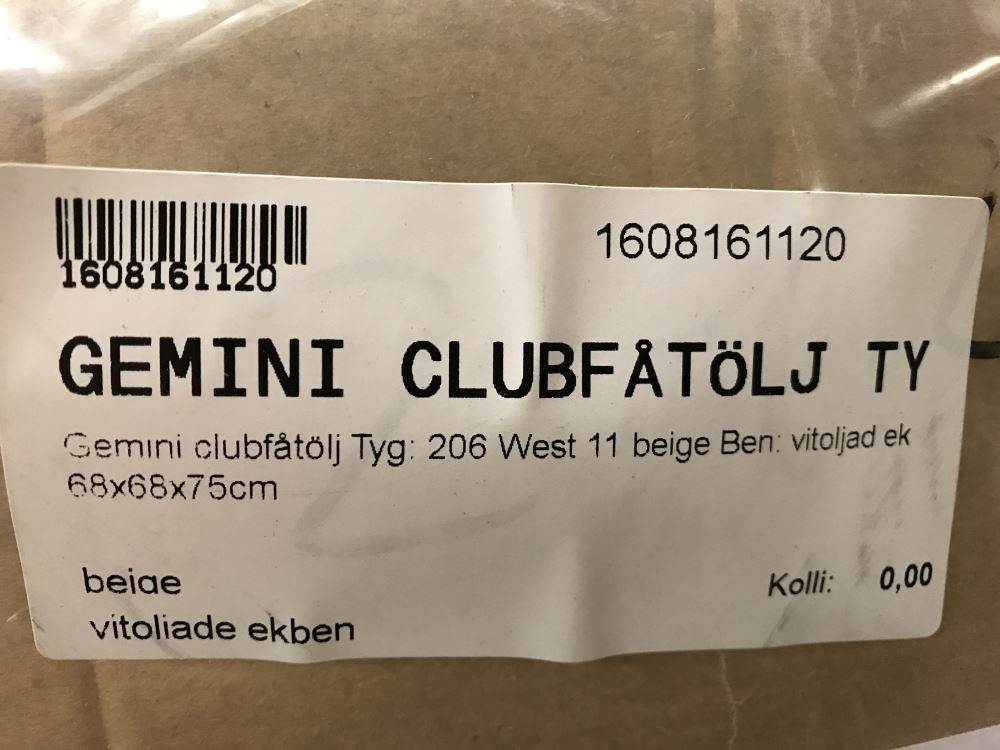 1608161120
1608161120
GEMINI CLUBFÅTÖLJ TY
Gemini clubfåtölj Tyg: 206 West 11 beige Ben: vitoljad ek
68x68x75cm
beige
vitoljade ekben
Kolli: 0,00